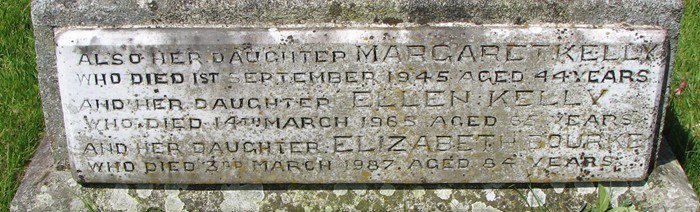 ALSO HER DAUGHTER MARGARET KELLY
WHO DIED 1ST SEPTEMBER 1945 AGED 44 YEARS
AND HER DAUGHTER ELLEN KELLY
WHO DIED 14TH MARCH 1965 AGED YEARS
AND HER DAUGHTER ELIZABETH BOURKE
WHO DIED 3RD MARCH 1987. AGED 84 YEARS.